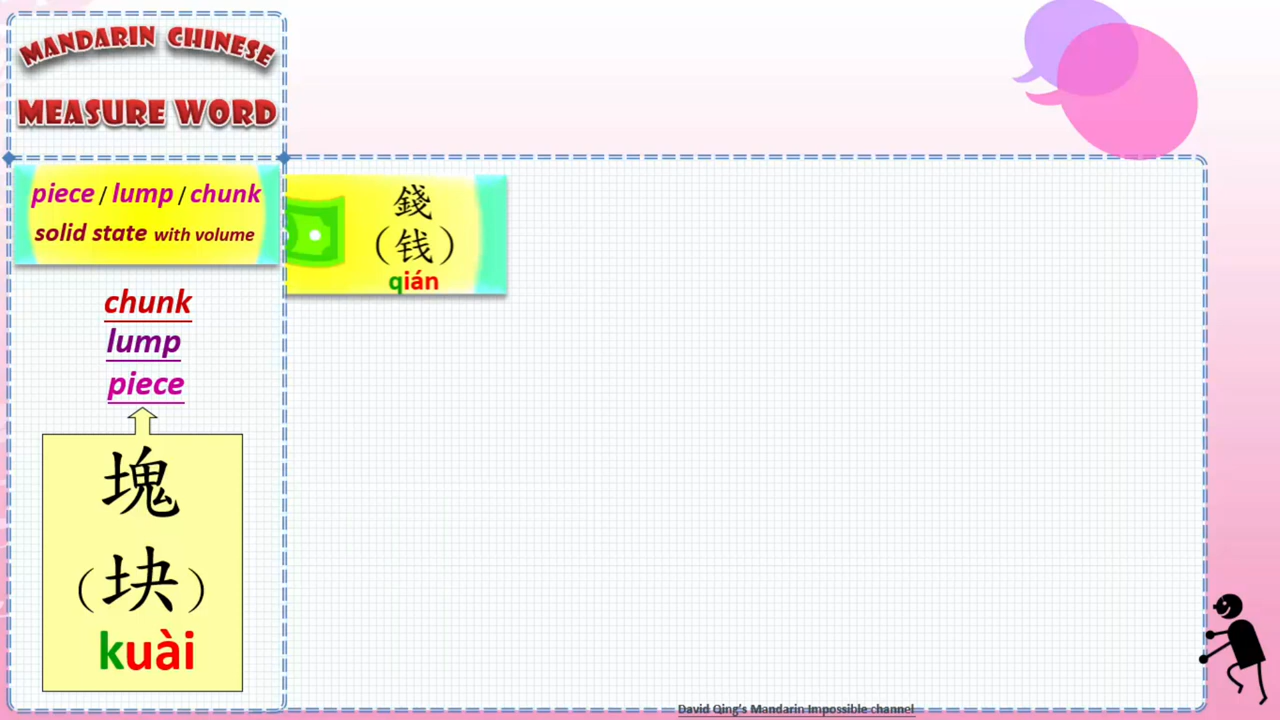 MANDARIN CHINESE
MEASURE WORD
piece / lump / chunk
solid state with volume
chunk
lump
piece
塊
（块）
kuài
錢
（钱）
qián
David Qing's Mandarin Impossible channel